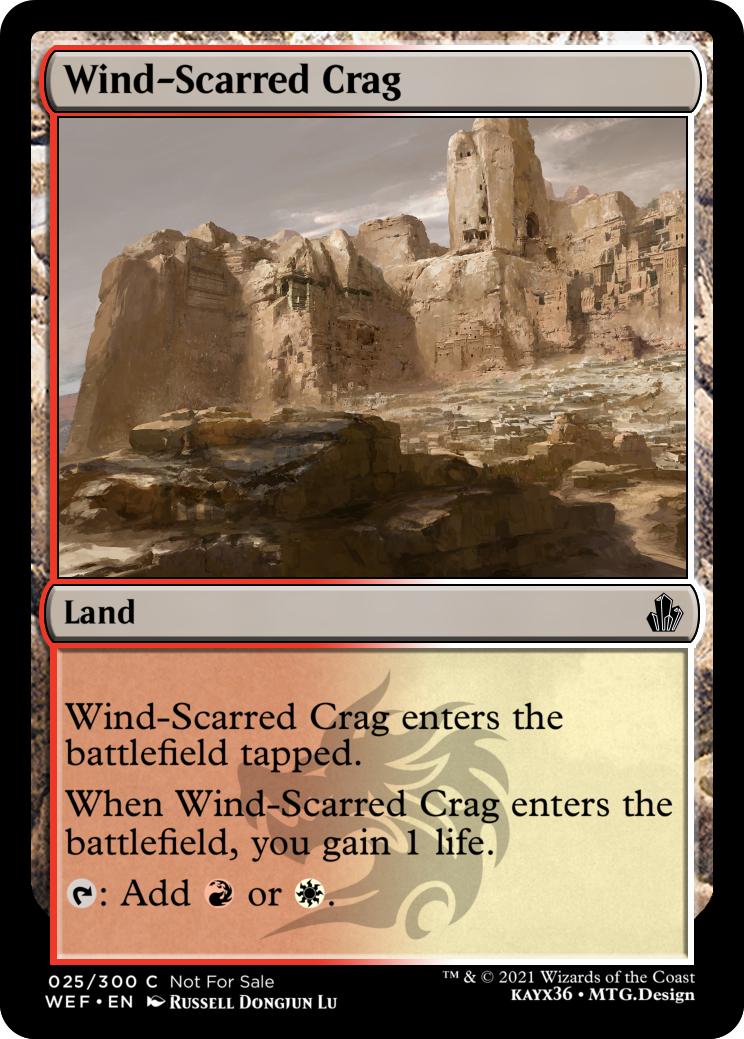 Wind-Scarred Crag
Land
Wind-Scarred Crag enters the
battlefield tapped.
When Wind-Scarred Crag enters the
battlefield, you gain 1 life.
: Add or .
025/300 C Not For Sale
™ & © 2021 Wizards of the Coast
WEF • EN Russell Dongjun Lu
kayx36 • MTG.Design